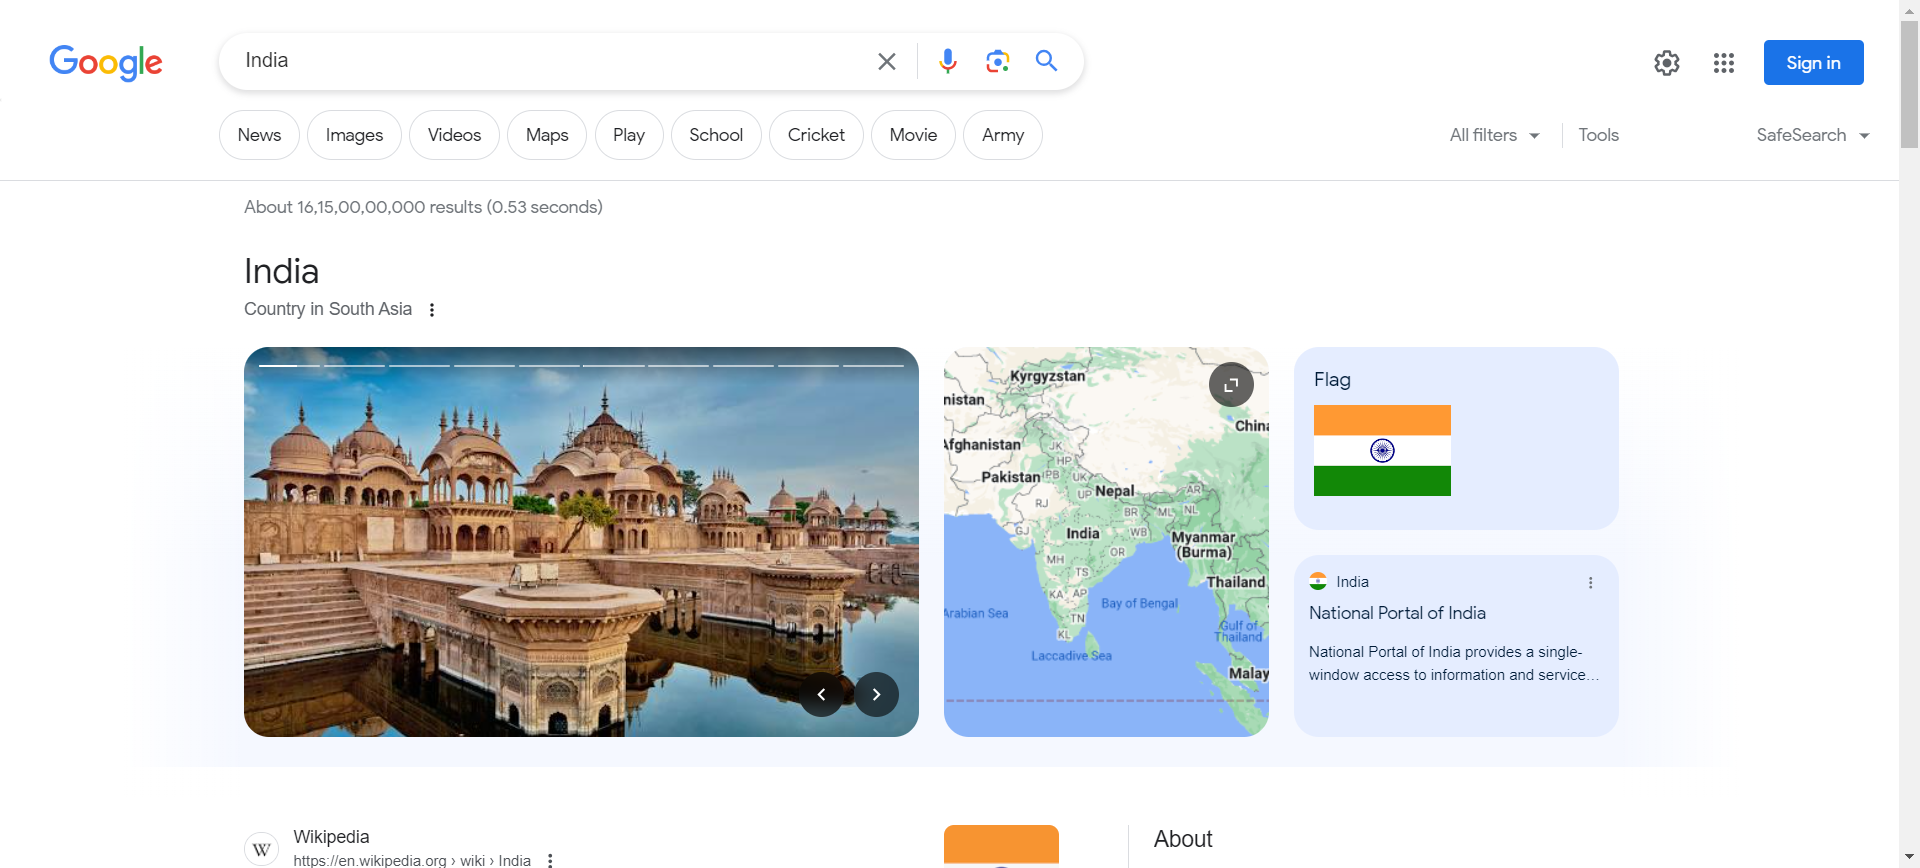 Google
India
Sign in
News
Images
Videos
Maps
Play
School
Cricket
Movie
Army
All filters
Tools
SafeSearch
About 16,15,00,00,000 results (0.53 seconds)
India
Country in South Asia
Kyrgyzstan
nistan
China
Afghanistan
JK
HP
Pakistan
PB
UK
Nepal
UP
AR
RJ
BR
ML
NL
GJ
India
WB
Myanmar
(Burma)
OR
MH
TS
Thailand
KA
AP
Bay of Bengal
Arabian Sea
TN
Gulf of
Thailand
KL
Laccadive Sea
Malay
Flag
India
National Portal of India
National Portal of India provides a single-
window access to information and service...
Wikipedia
https://en.wikipedia.org › wiki › India
W
About